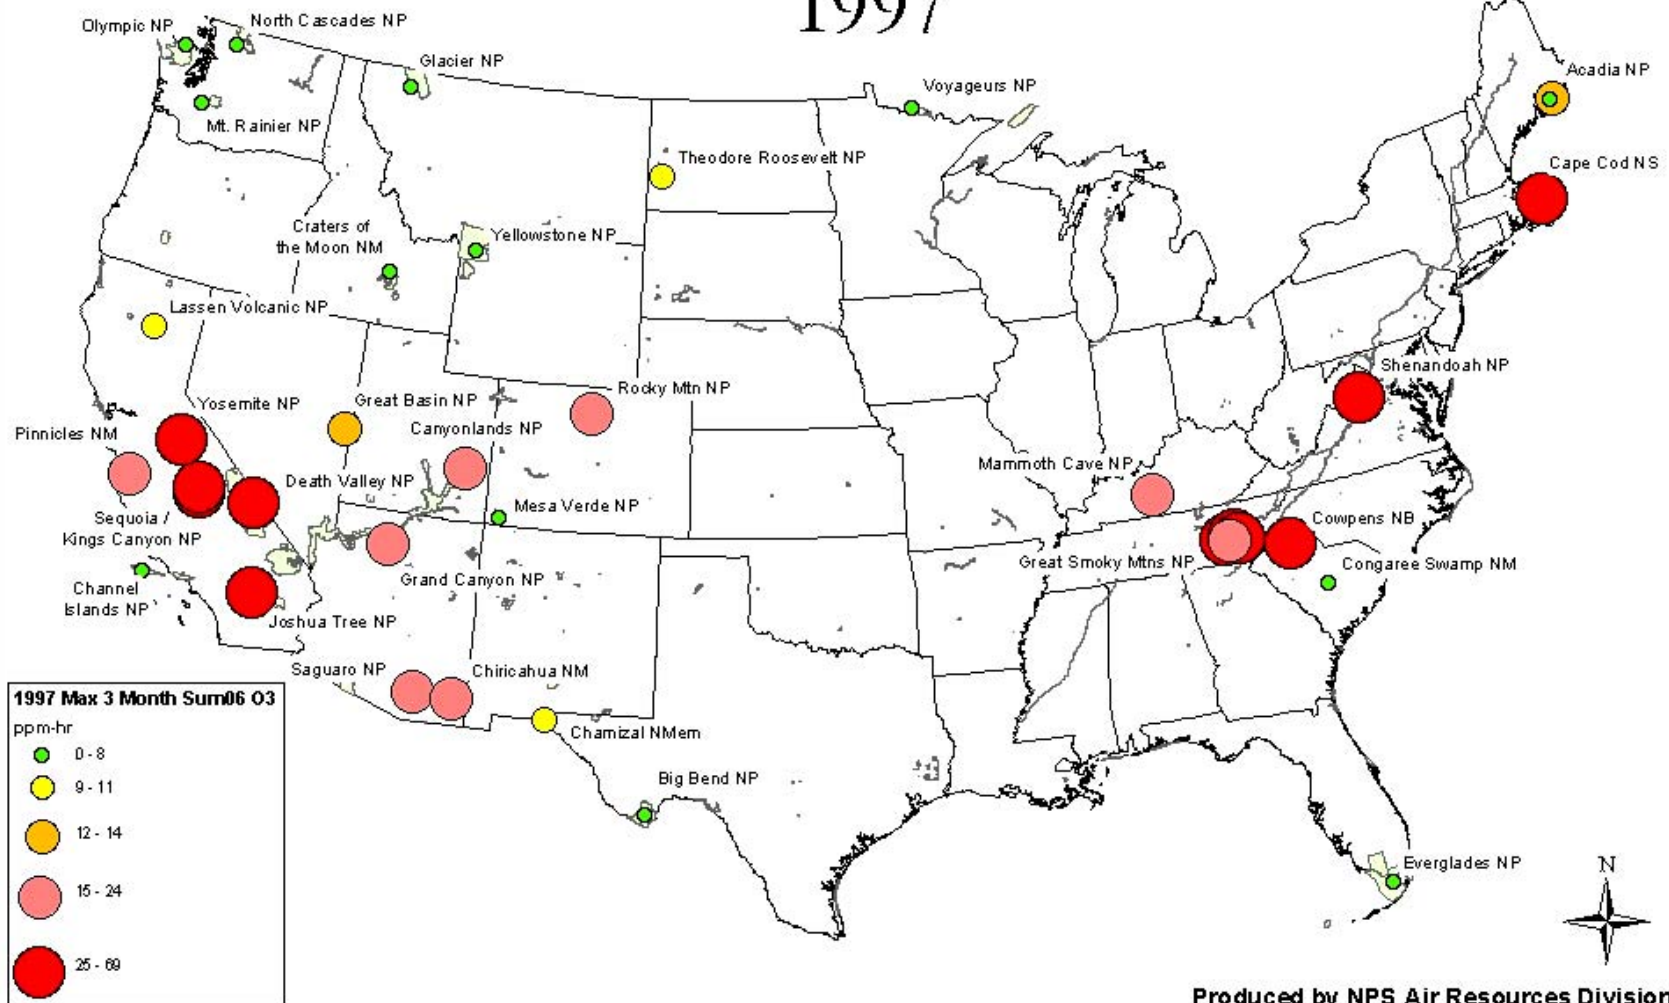 1997
Olympic NP
North Cascades NP
Glacier NP
Voyageurs NP
Acadia NP
Mt. Rainier NP
Theodore Roosevelt NP
Cape Cod NS
Craters of
the Moon NM
Yellowstone NP
Lassen Volcanic NP
Shenandoah NP
Rocky Mtn NP
Yosemite NP
Great Basin NP
Canyonlands NP
Pinnicles NM
Mammoth Cave NP
Death Valley NP
Mesa Verde NP
Sequoia /
Kings Canyon NP
Cowpens NB
Great Smoky Mtns NP
Congaree Swamp NM
Grand Canyon NP
Channel
Islands NP
Joshua Tree NP
Saguaro NP
Chiricahua NM
Chamizal NMem
Big Bend NP
Everglades NP
N
1997 Max 3 Month Sum06 O3
ppm-hr
0 - 8
9 - 11
12 - 14
15 - 24
25 - 69
Produced by NPS Air Resources Division